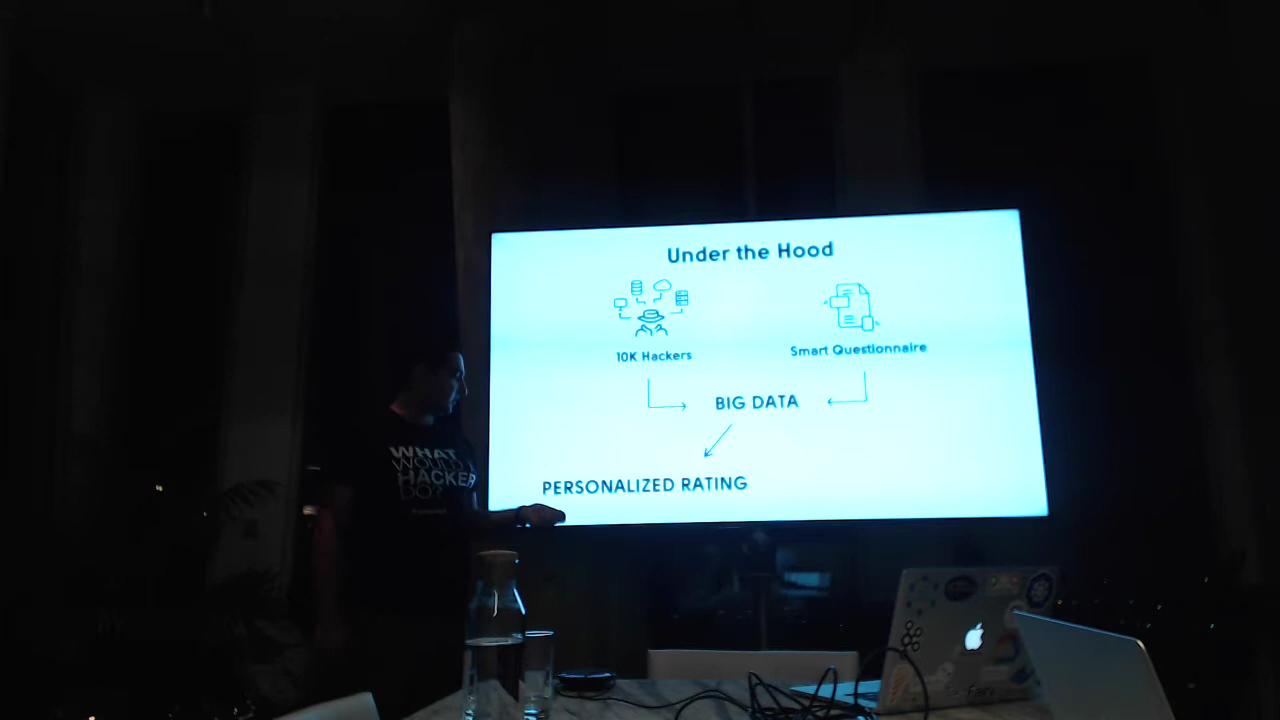 Under the Hood
10K Hackers
Smart Questionnaire
BIG DATA
PERSONALIZED RATING
WHAT
WOULD
HACKER
DO?